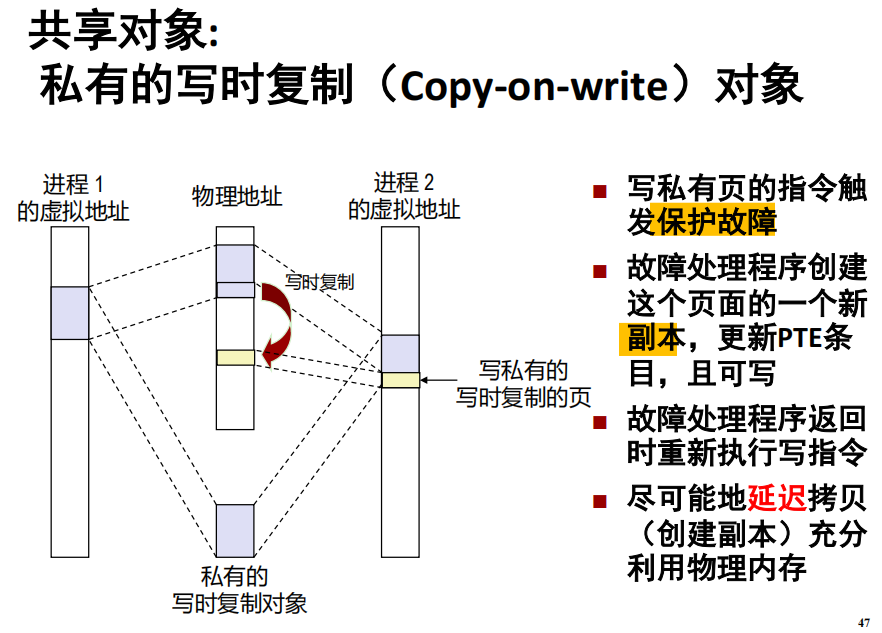 共享对象:
私有的写时复制（Copy-on-write）对象
进程 1
的虚拟地址
物理地址
进程 2
的虚拟地址
写时复制
写私有的
写时复制的页
私有的
写时复制对象
■ 写私有页的指令触
发保护故障
■ 故障处理程序创建
这个页面的一个新
副本，更新PTE条
目，且可写
■ 故障处理程序返回
时重新执行写指令
■ 尽可能地延迟拷贝
（创建副本）充分
利用物理内存
47